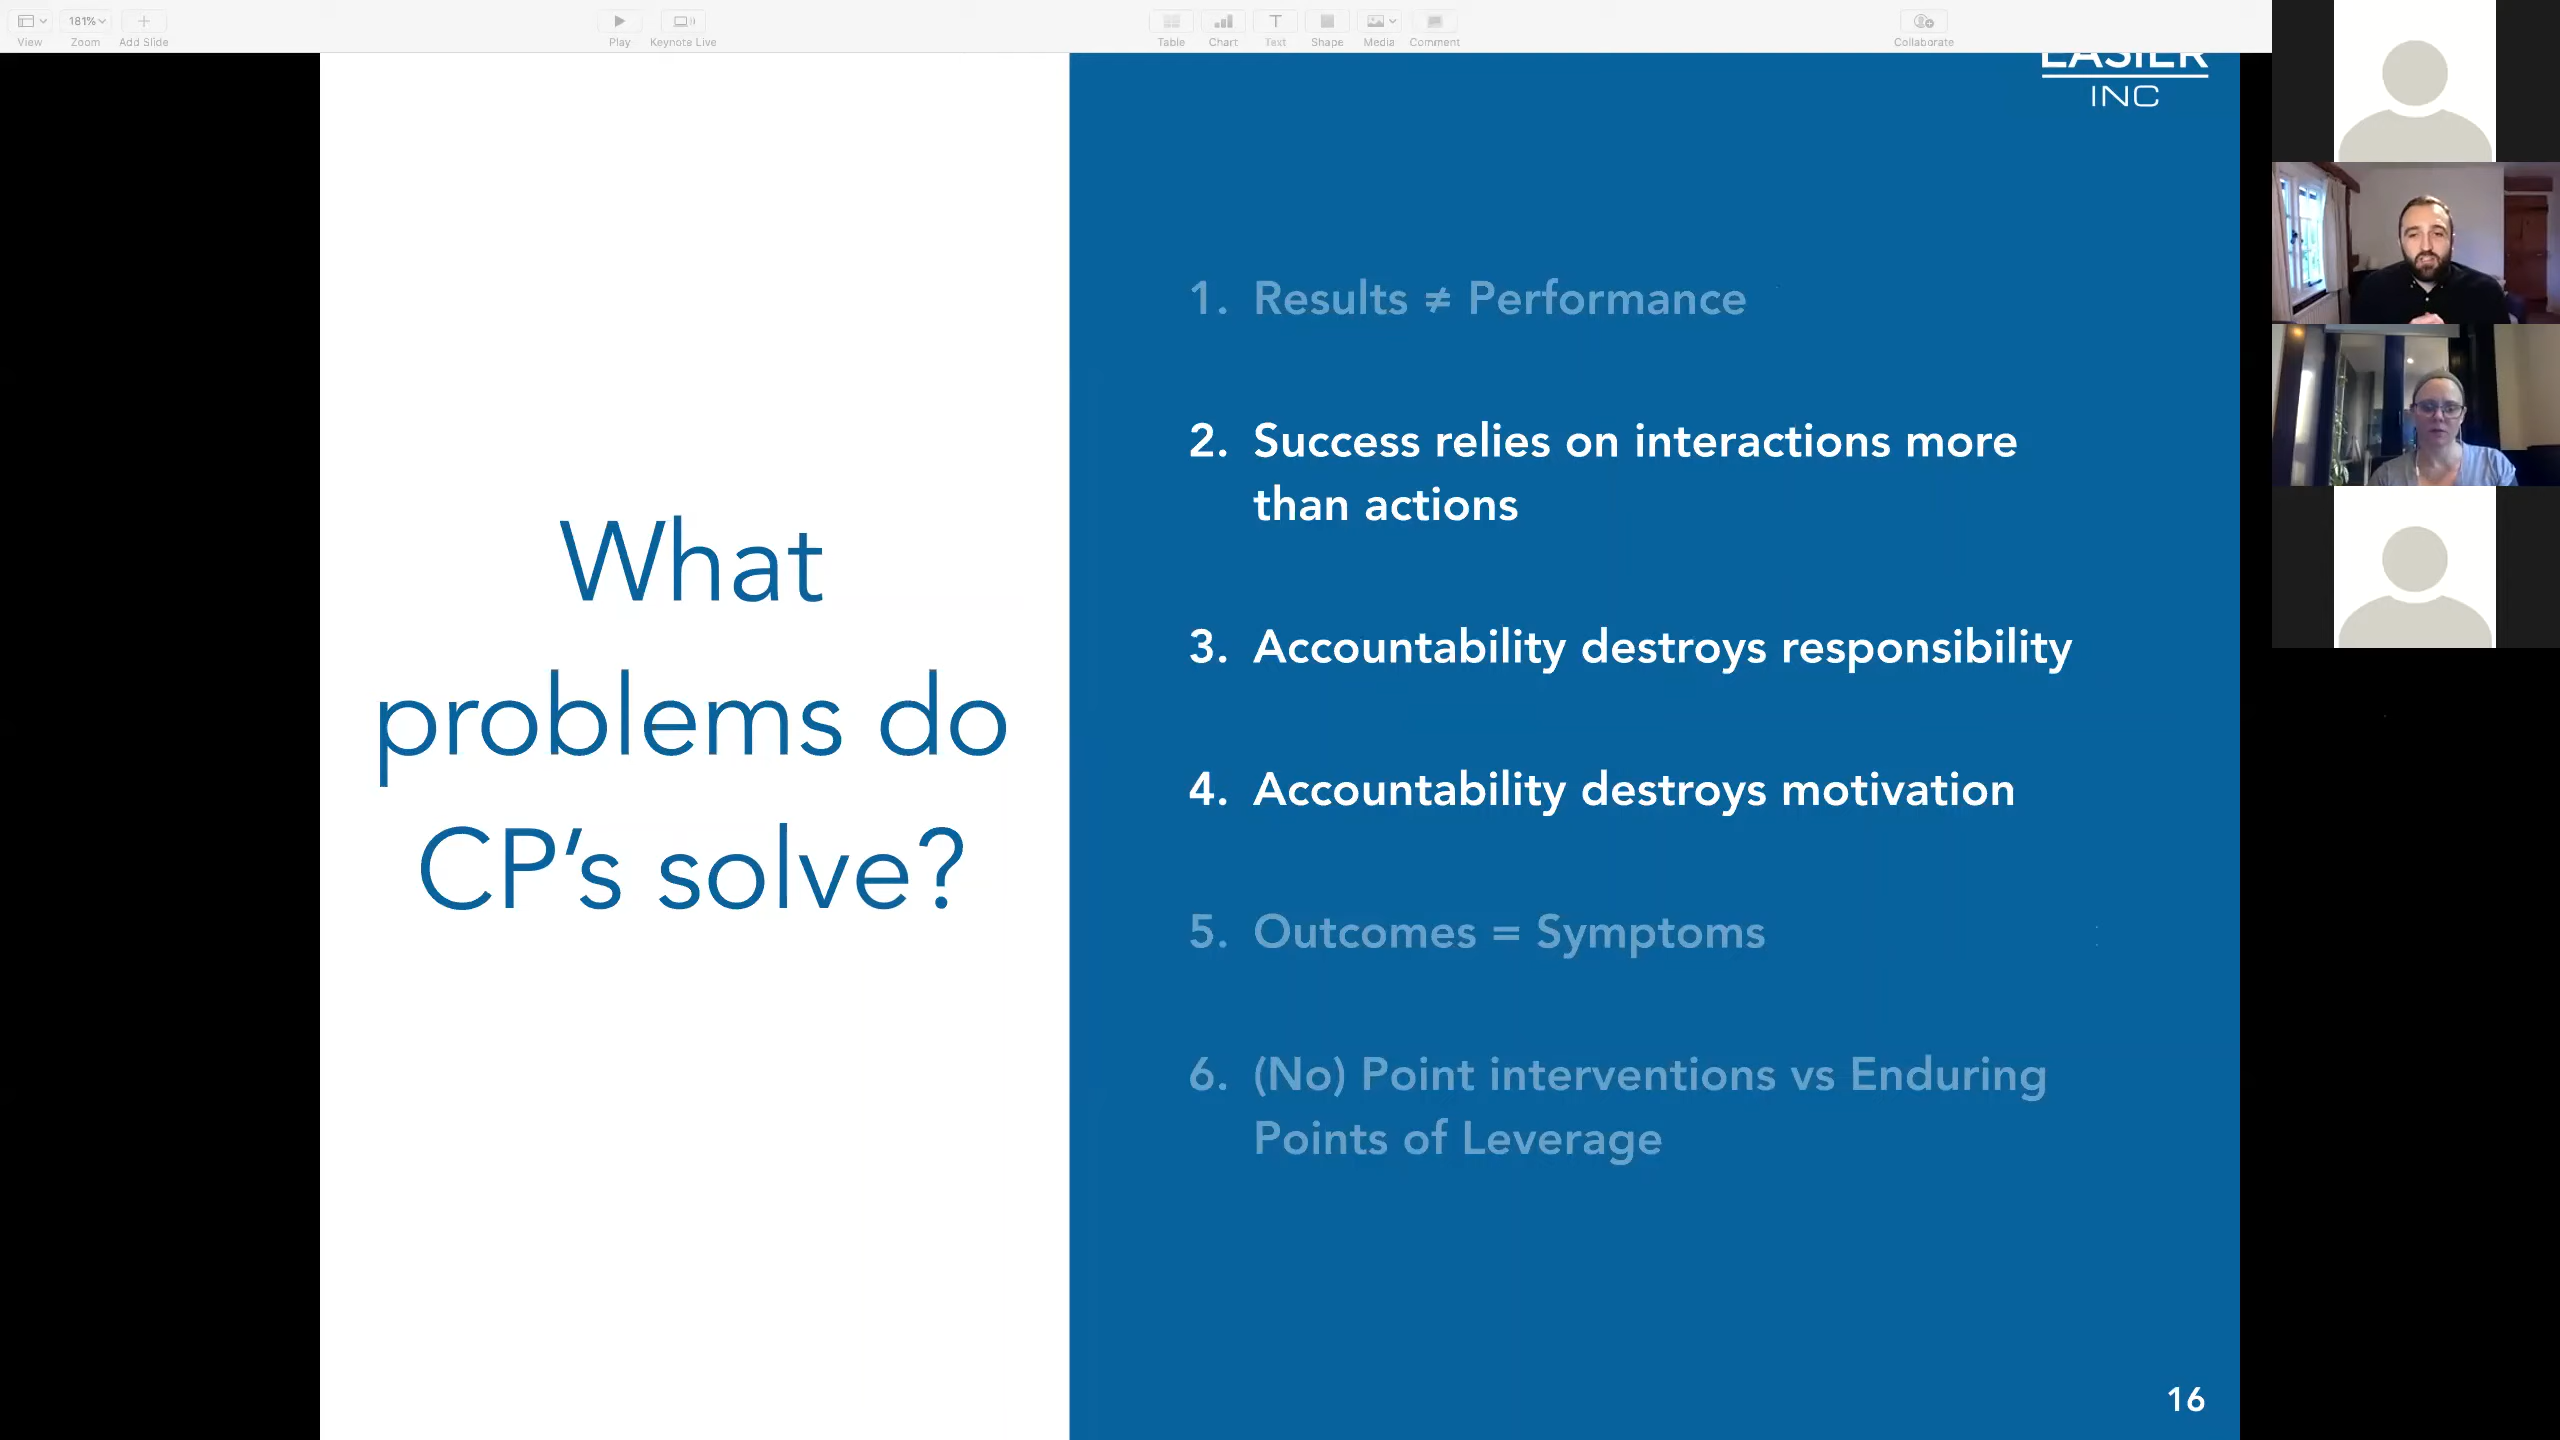 181%
View
Zoom
Add Slide
Play
Keynote Live
Table
T
Chart
Text
Shape
Media
Comment
Collaborate
EASIER
INC
What
problems do
CP’s solve?
1. Results ≠ Performance
2. Success relies on interactions more
than actions
3. Accountability destroys responsibility
4. Accountability destroys motivation
5. Outcomes = Symptoms
6. (No) Point interventions vs Enduring
Points of Leverage
16